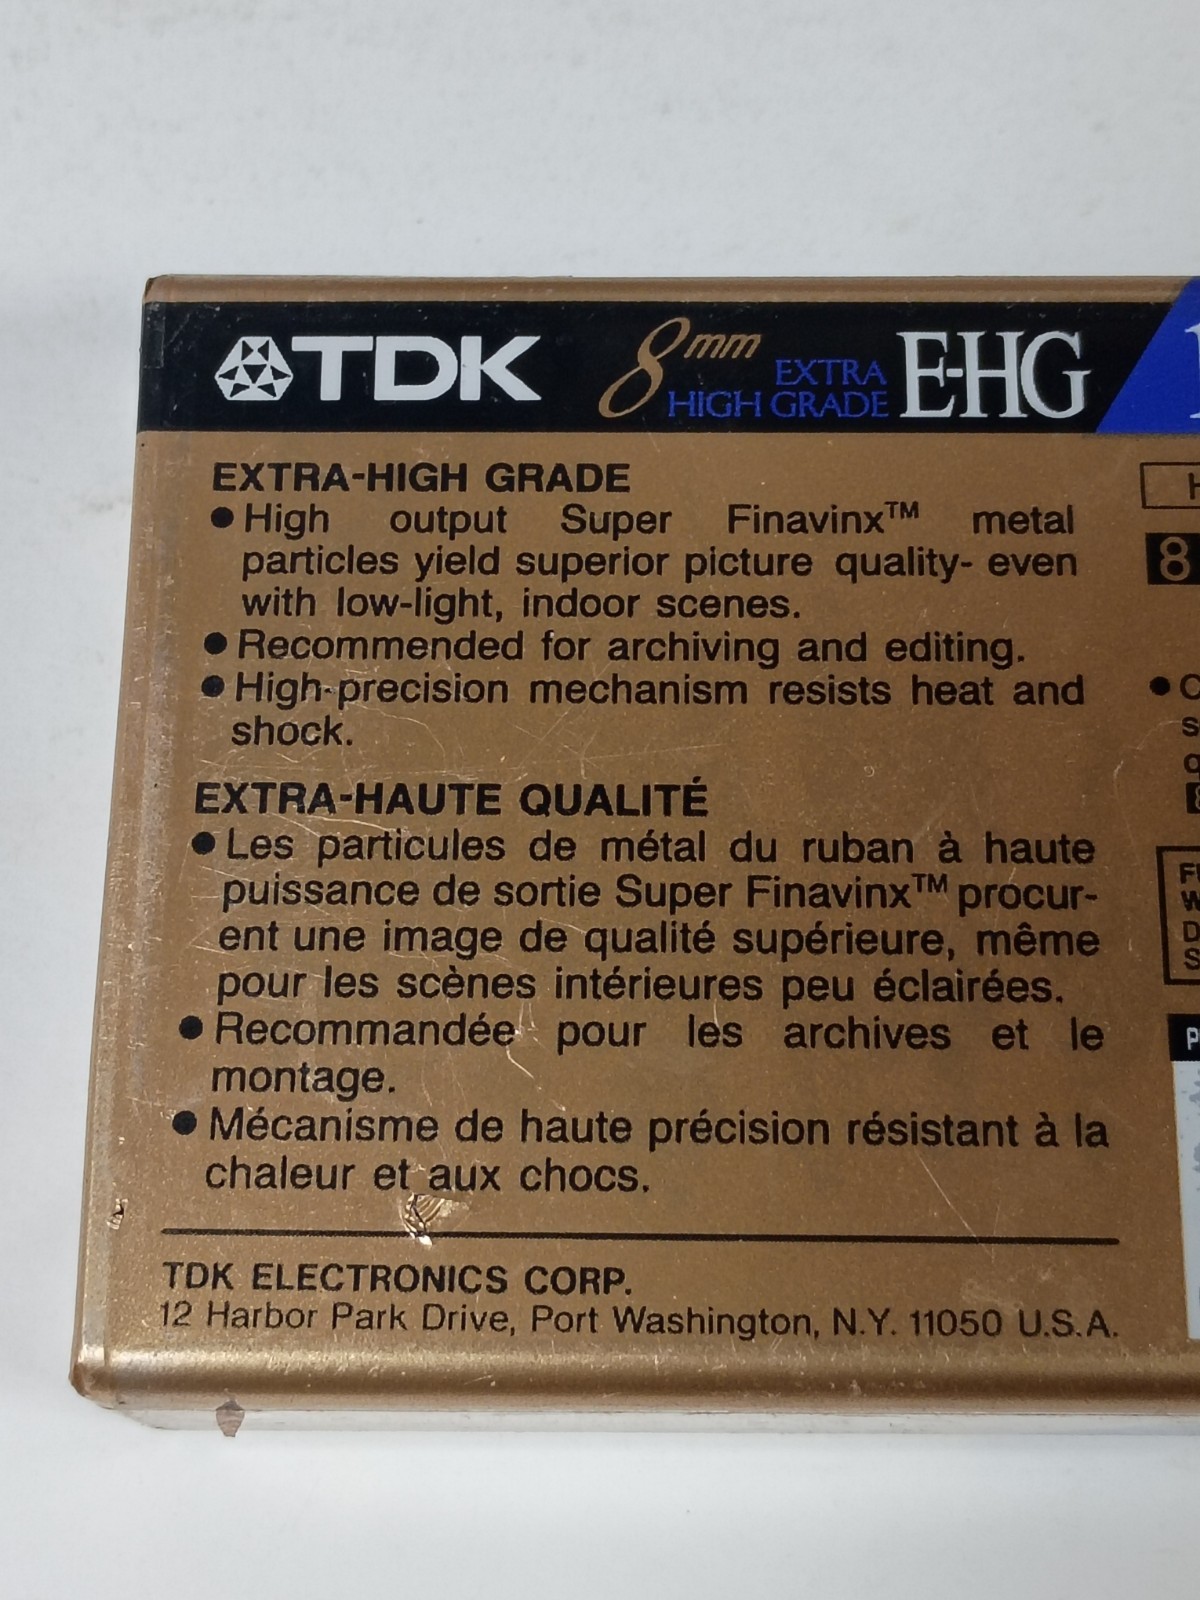 TDK 8mm EXTRA HIGH GRADE E-HG
EXTRA-HIGH GRADE
● High output Super Finavinx™ metal
particles yield superior picture quality- even
with low-light, indoor scenes.
● Recommended for archiving and editing.
● High-precision mechanism resists heat and
shock.
EXTRA-HAUTE QUALITÉ
● Les particules de métal du ruban à haute
puissance de sortie Super Finavinx™ procur-
ent une image de qualité supérieure, même
pour les scènes intérieures peu éclairées.
● Recommandée pour les archives et le
montage.
● Mécanisme de haute précision résistant à la
chaleur et aux chocs.
TDK ELECTRONICS CORP.
12 Harbor Park Drive, Port Washington, N.Y. 11050 U.S.A.
8